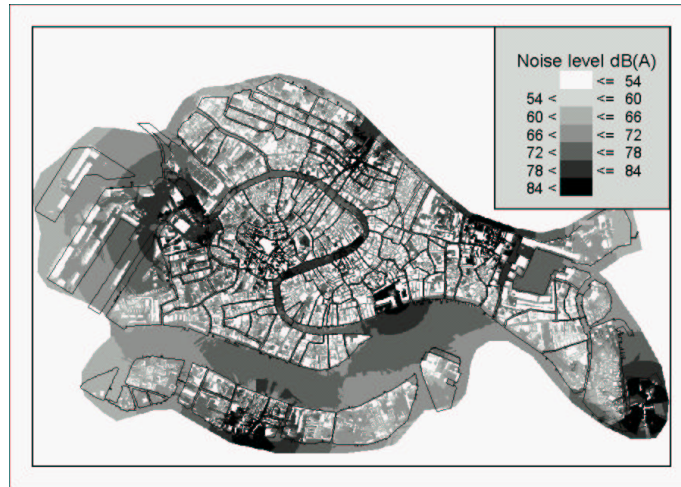 Noise level dB(A)
<= 54
54 < <= 60
60 < <= 66
66 < <= 72
72 < <= 78
78 < <= 84
84 <